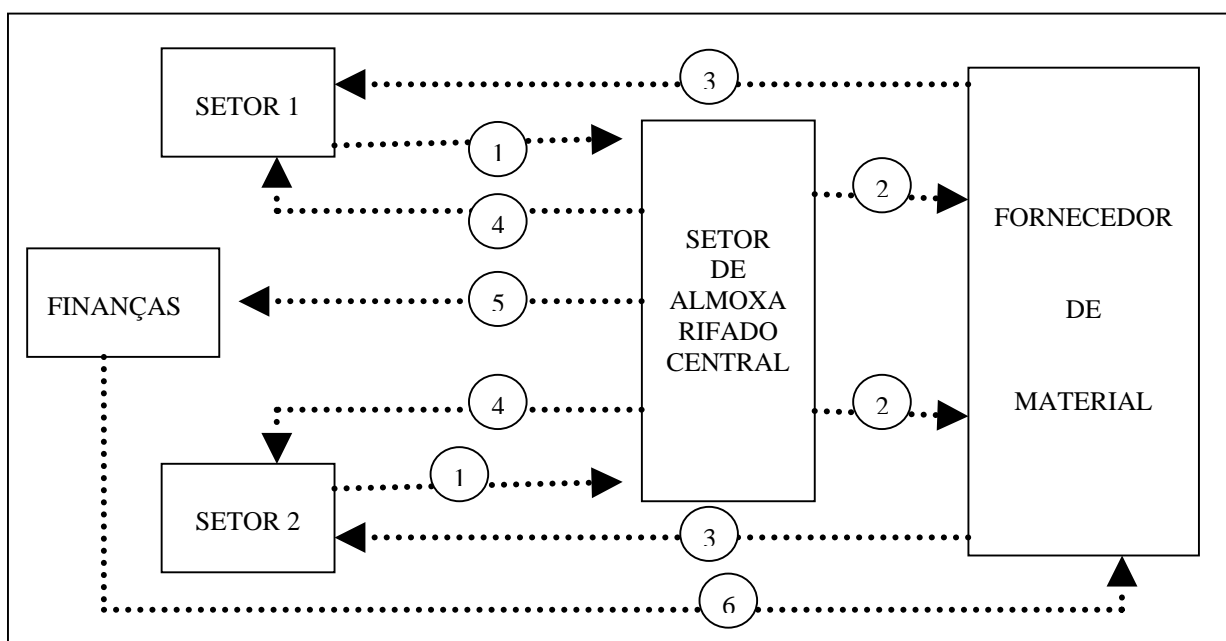 3
SETOR 1
1
2
4
SETOR
DE
ALMOXA
RIFADO
CENTRAL
FORNECEDOR
DE
MATERIAL
FINANÇAS
5
4
2
1
SETOR 2
3
6